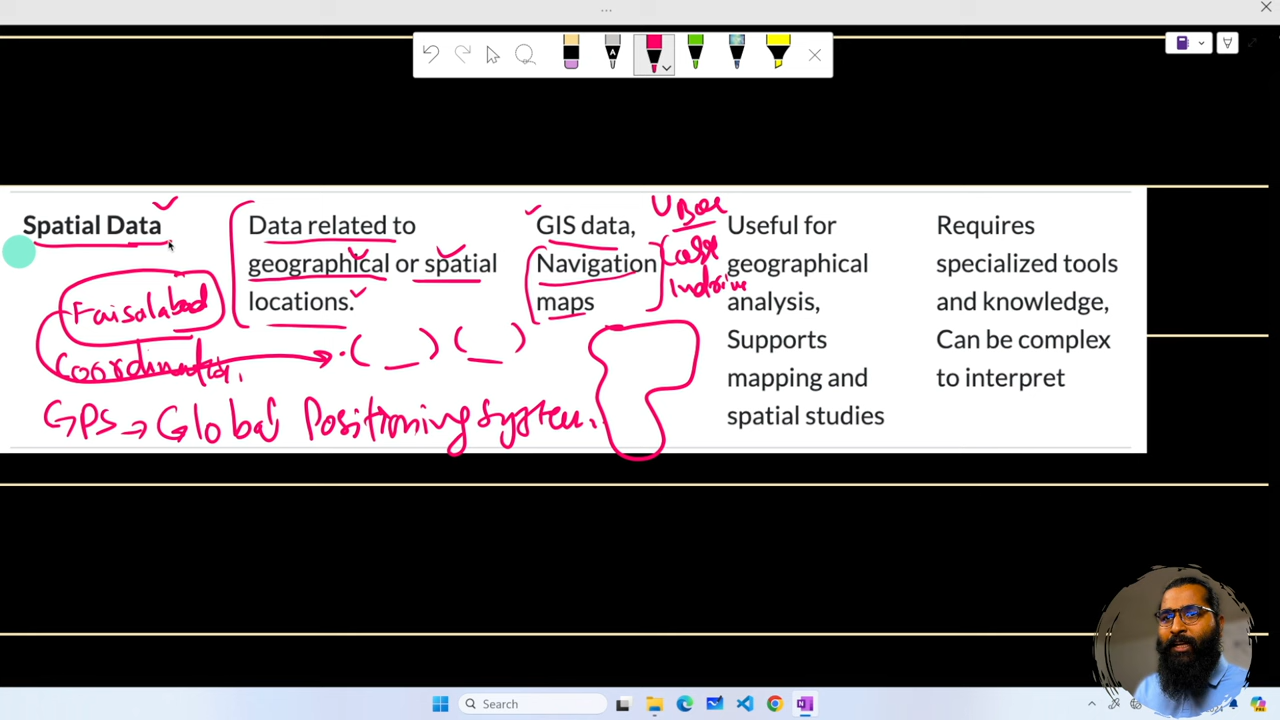 Spatial Data
Data related to
geographical or spatial
locations.
GIS data,
Navigation
maps
Useful for
geographical
analysis,
Supports
mapping and
spatial studies
Requires
specialized tools
and knowledge,
Can be complex
to interpret
Faisalabad
Coordinates.
GPS → Global Positioning System.
Indrive
Search